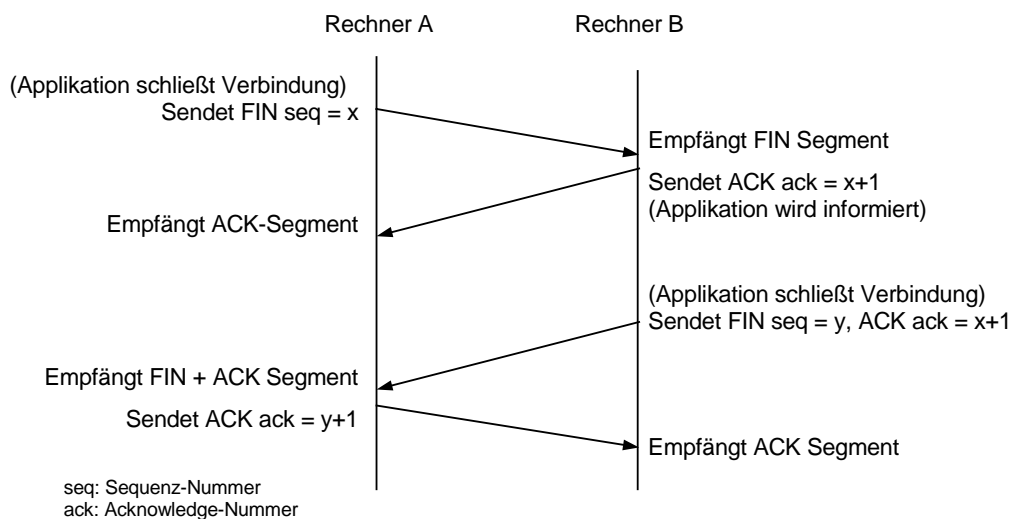 Rechner A
Rechner B
(Applikation schließt Verbindung)
Sendet FIN seq = x
Empfängt FIN Segment
Sendet ACK ack = x+1
(Applikation wird informiert)
Empfängt ACK-Segment
(Applikation schließt Verbindung)
Sendet FIN seq = y, ACK ack = x+1
Empfängt FIN + ACK Segment
Sendet ACK ack = y+1
Empfängt ACK Segment
seq: Sequenz-Nummer
ack: Acknowledge-Nummer